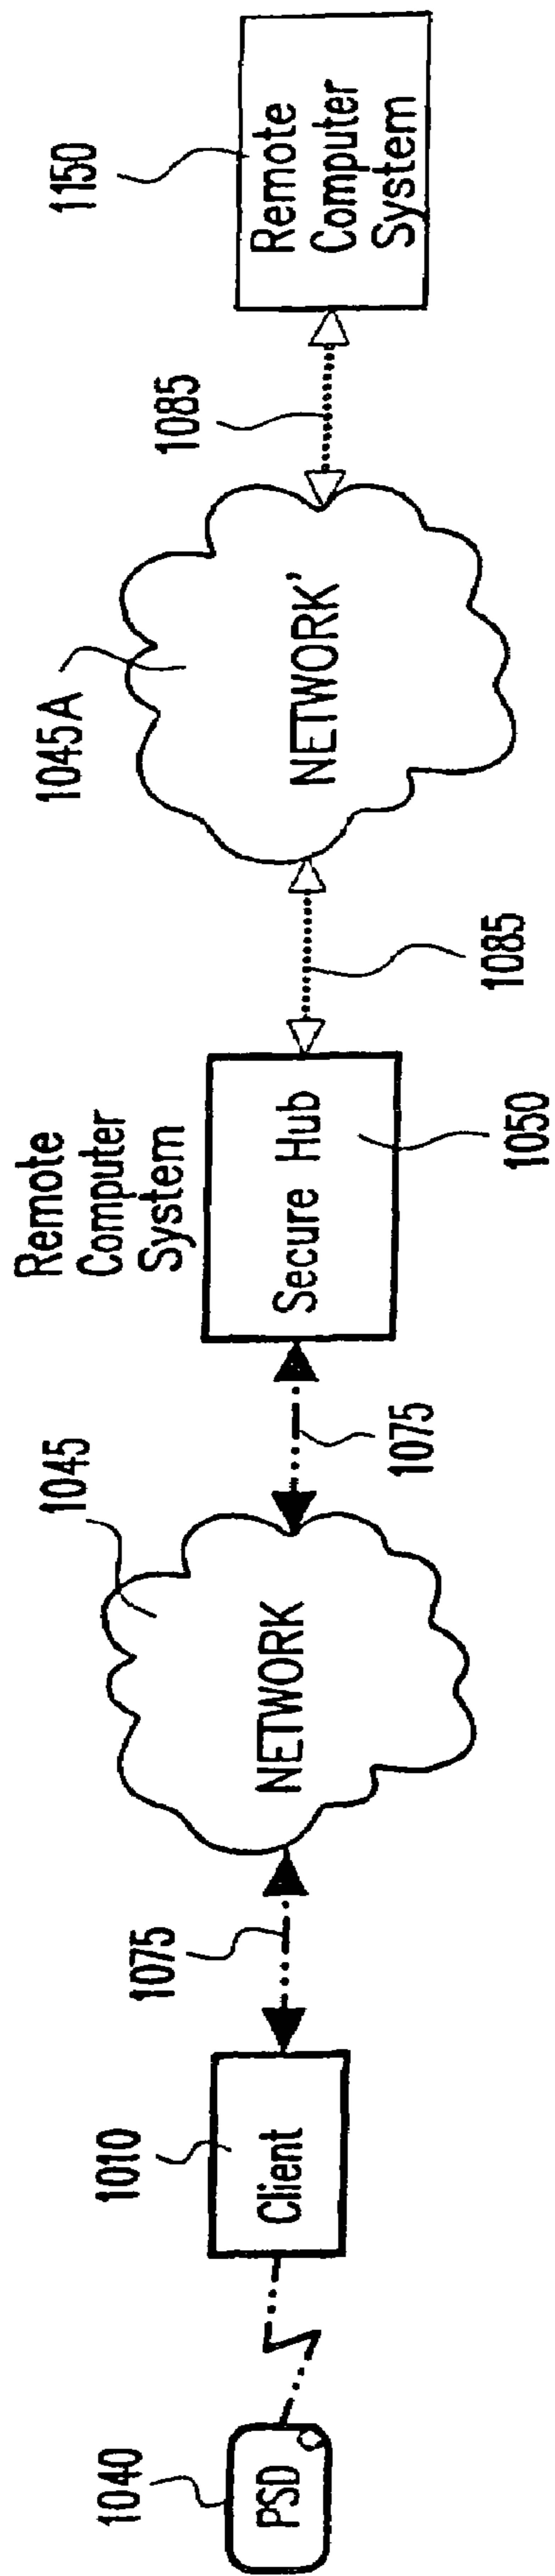 1040
PSD
1010
Client
1075
1045
NETWORK
1075
Remote
Computer
System
Secure Hub
1050
1085
1045A
NETWORK'
1085
1150
Remote
Computer
System